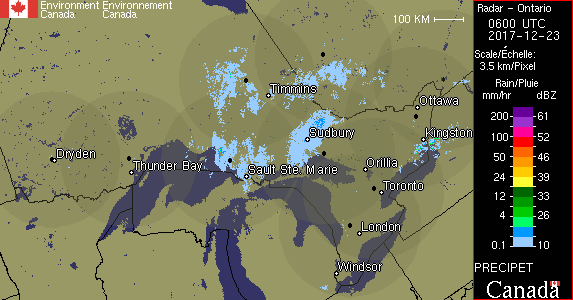 Environment Environnement
Canada Canada
100 KM
Timmins
Ottawa
Sudbury
Kingston
Dryden
Thunder Bay
Sault Ste. Marie
Orillia
Toronto
London
Windsor
Radar - Ontario
0600 UTC
2017-12-23
Scale/Échelle:
3.5 km/Pixel
Rain/Pluie
mm/hr dBZ
200 61
100 52
50 46
24 39
12 33
4 26
0.1 10
PRECIPET
Canada